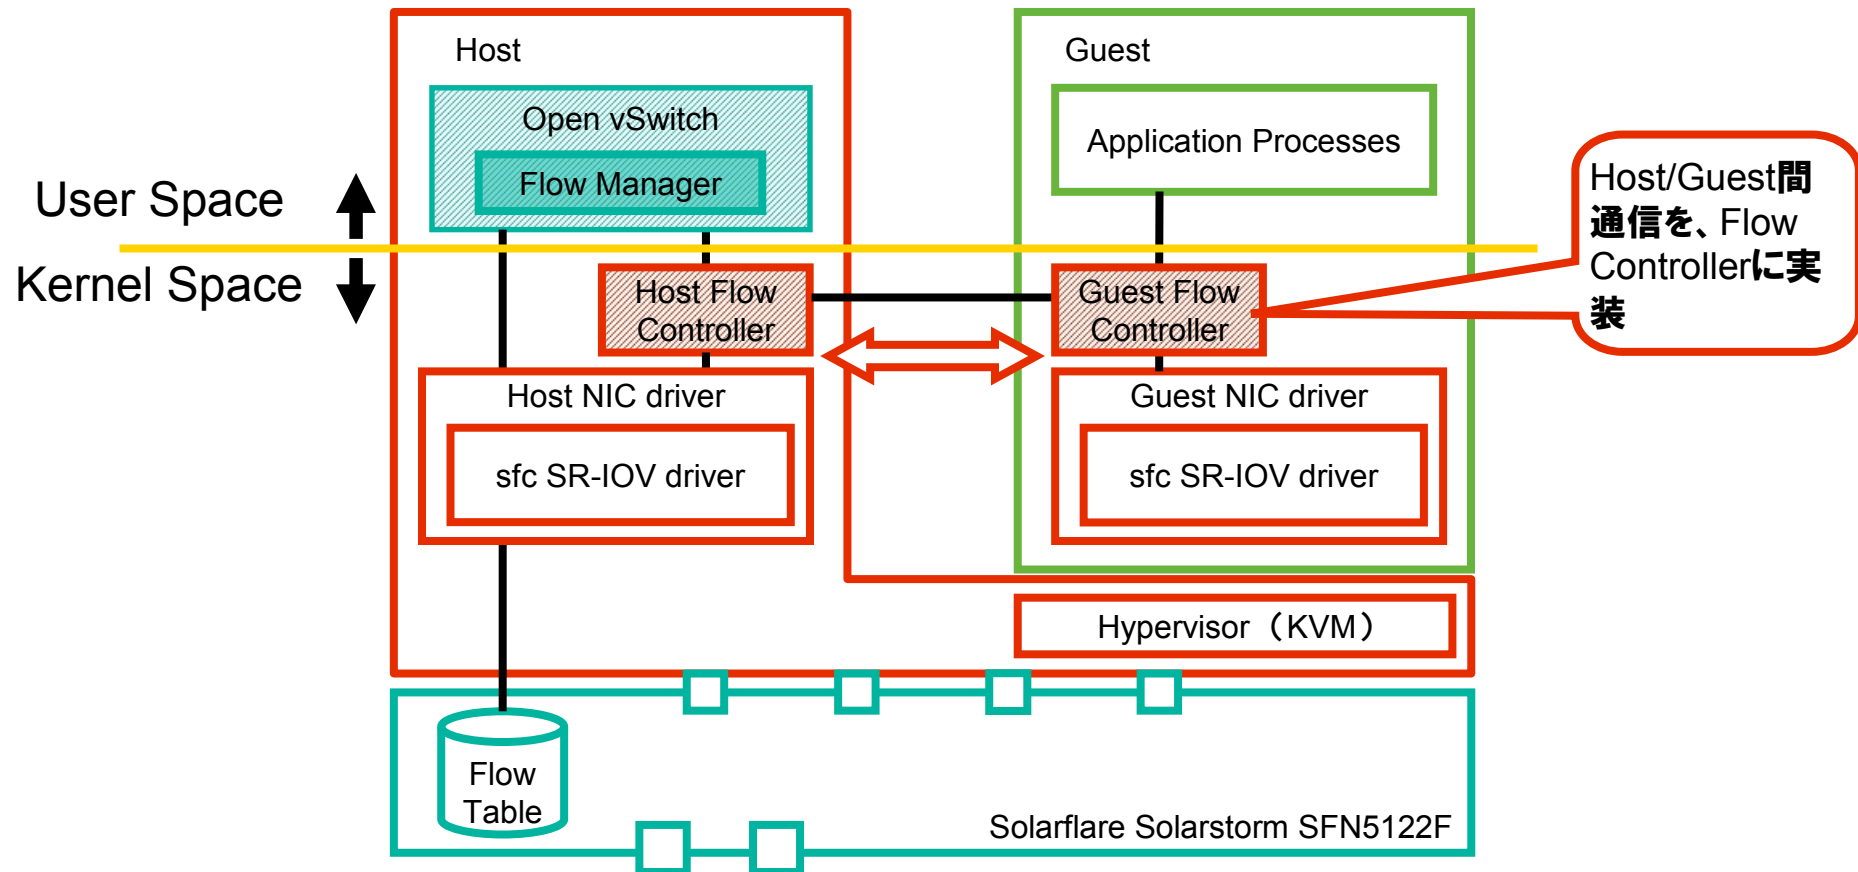 Host
Guest
Open vSwitch
Flow Manager
Application Processes
Host/Guest間
通信を、Flow
Controllerに実
装
User Space
Kernel Space
Host Flow
Controller
Guest Flow
Controller
Host NIC driver
sfc SR-IOV driver
Guest NIC driver
sfc SR-IOV driver
Hypervisor（KVM）
Flow
Table
Solarflare Solarstorm SFN5122F